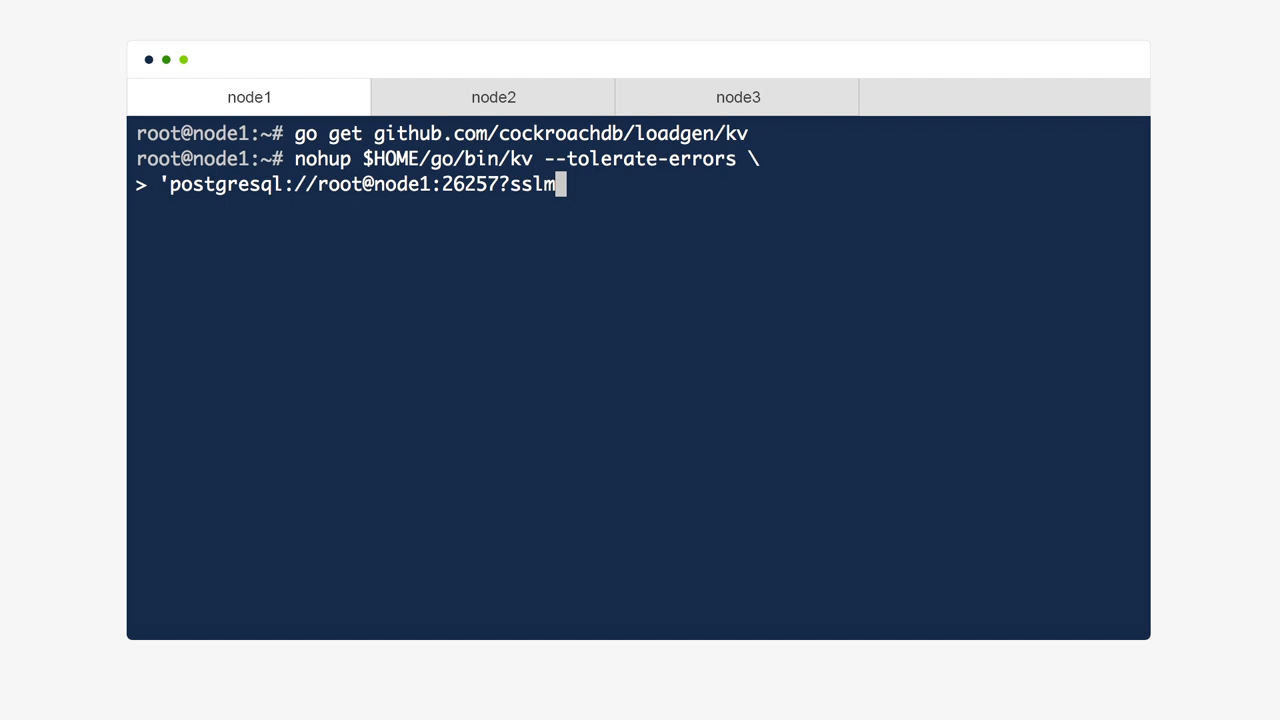 node1
node2
node3
root@node1:~# go get github.com/cockroachdb/loadgen/kv
root@node1:~# nohup $HOME/go/bin/kv --tolerate-errors \
> 'postgresql://root@node1:26257?sslm